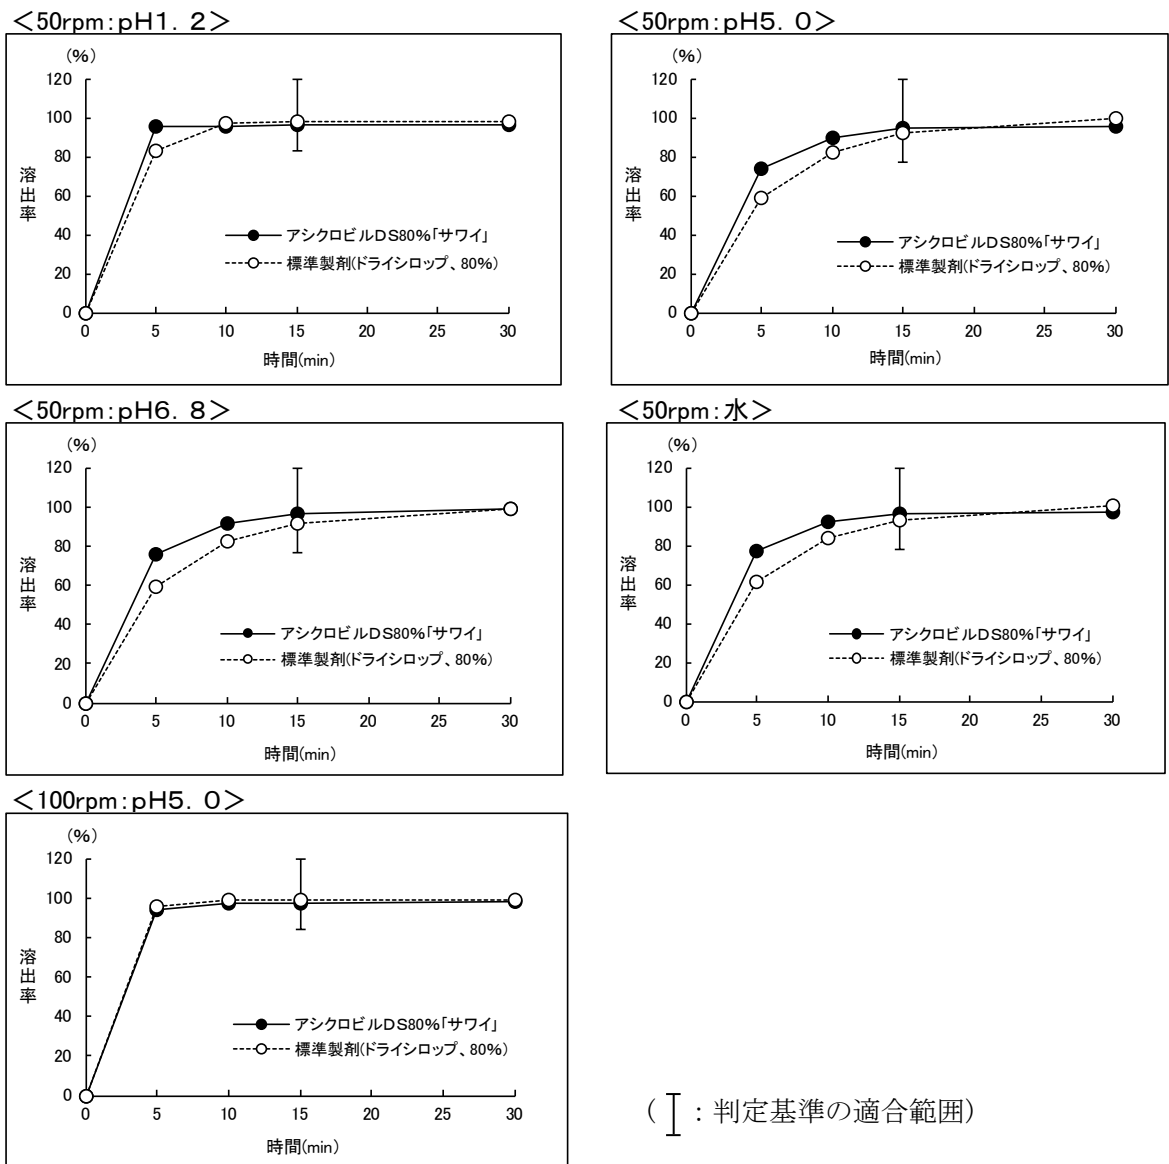 <50rpm:pH1.2>
(%)
120
100
80
60
40
20
0
溶出率
アシクロビルDS80%「サワイ」
標準製剤(ドライシロップ、80%)
0 5 10 15 20 25 30
時間(min)
<50rpm:pH5.0>
(%)
120
100
80
60
40
20
0
溶出率
アシクロビルDS80%「サワイ」
標準製剤(ドライシロップ、80%)
0 5 10 15 20 25 30
時間(min)
<50rpm:pH6.8>
(%)
120
100
80
60
40
20
0
溶出率
アシクロビルDS80%「サワイ」
標準製剤(ドライシロップ、80%)
0 5 10 15 20 25 30
時間(min)
<50rpm:水>
(%)
120
100
80
60
40
20
0
溶出率
アシクロビルDS80%「サワイ」
標準製剤(ドライシロップ、80%)
0 5 10 15 20 25 30
時間(min)
<100rpm:pH5.0>
(%)
120
100
80
60
40
20
0
溶出率
アシクロビルDS80%「サワイ」
標準製剤(ドライシロップ、80%)
0 5 10 15 20 25 30
時間(min)
( : 判定基準の適合範囲)